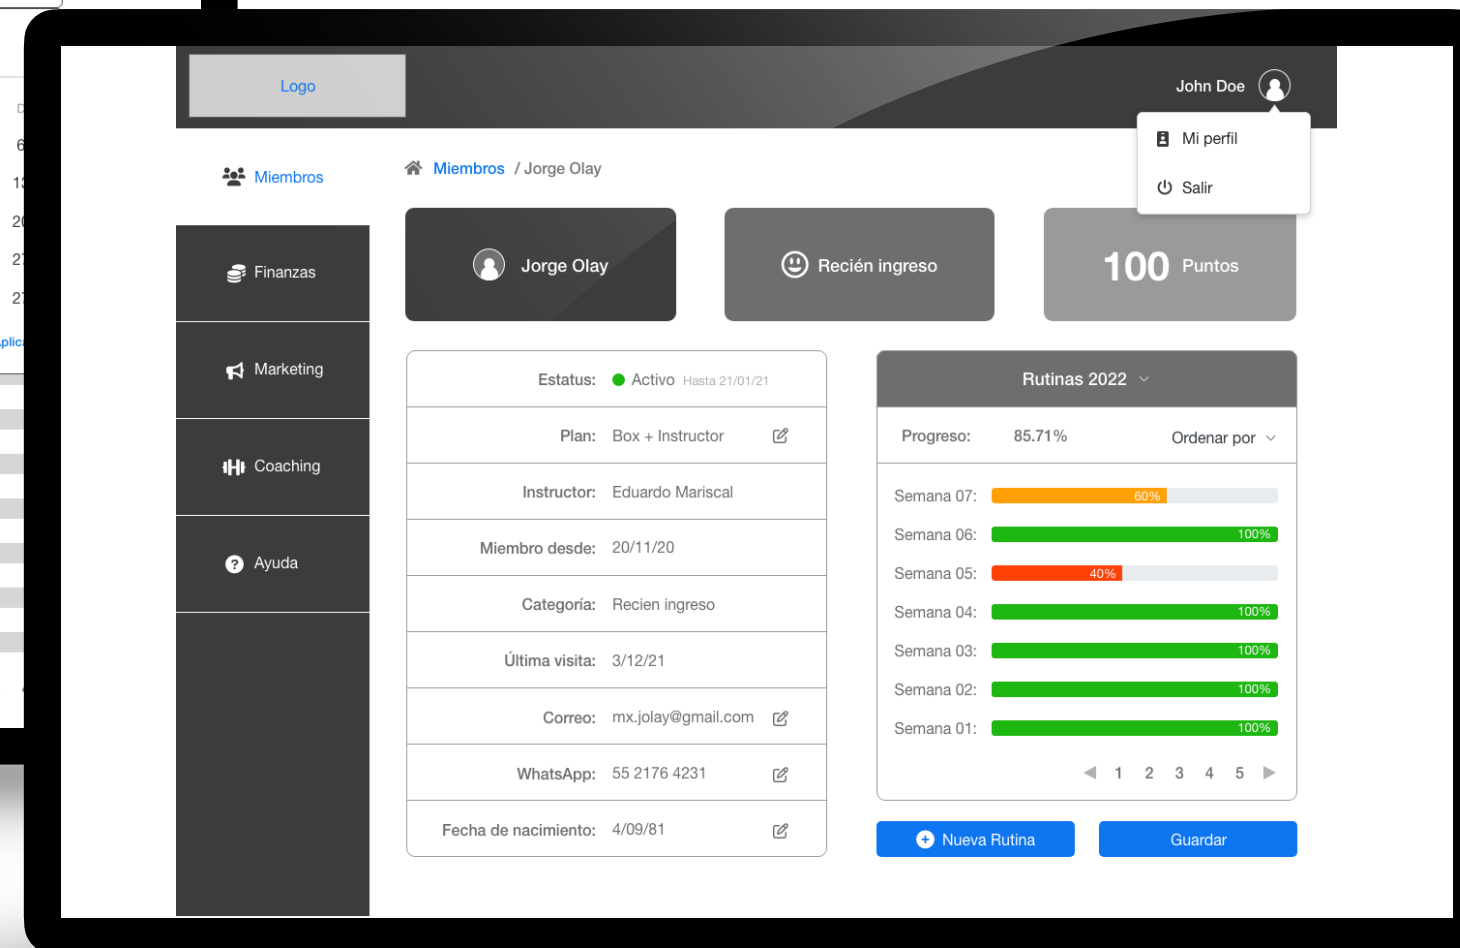 Logo
John Doe
Mi perfil
Salir
Miembros
Miembros / Jorge Olay
Finanzas
Marketing
Coaching
Ayuda
Jorge Olay
Recién ingreso
100 Puntos
Estatus: Activo Hasta 21/01/21
Plan: Box + Instructor
Instructor: Eduardo Mariscal
Miembro desde: 20/11/20
Categoría: Recien ingreso
Última visita: 3/12/21
Correo: mx.jolay@gmail.com
WhatsApp: 55 2176 4231
Fecha de nacimiento: 4/09/81
Rutinas 2022
Progreso: 85.71% Ordenar por
Semana 07: 60%
Semana 06: 100%
Semana 05: 40%
Semana 04: 100%
Semana 03: 100%
Semana 02: 100%
Semana 01: 100%
1 2 3 4 5
Nueva Rutina
Guardar